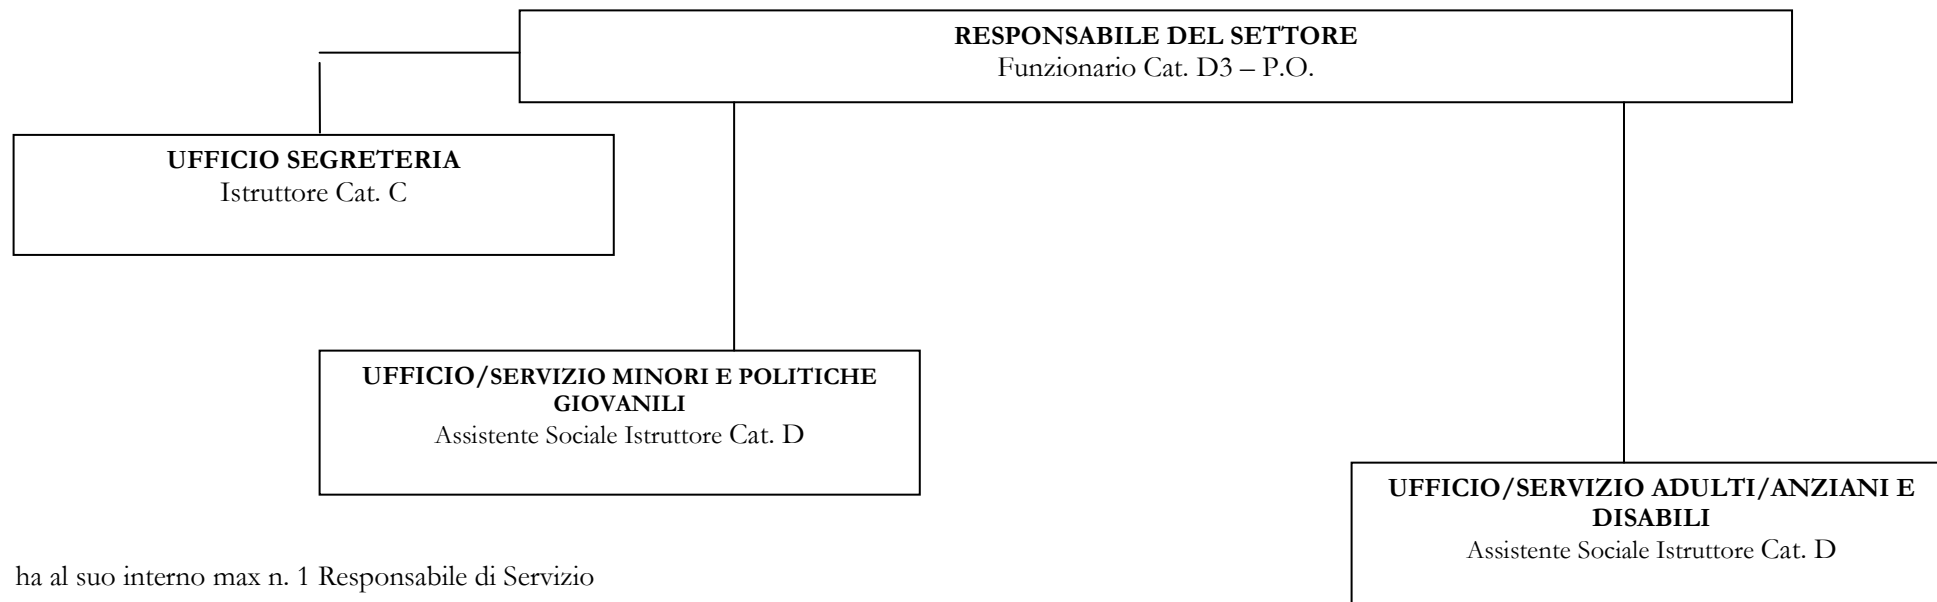 RESPONSABILE DEL SETTORE
Funzionario Cat. D3 – P.O.
UFFICIO SEGRETERIA
Istruttore Cat. C
UFFICIO/SERVIZIO MINORI E POLITICHE
GIOVANILI
Assistente Sociale Istruttore Cat. D
UFFICIO/SERVIZIO ADULTI/ANZIANI E
DISABILI
Assistente Sociale Istruttore Cat. D
ha al suo interno max n. 1 Responsabile di Servizio